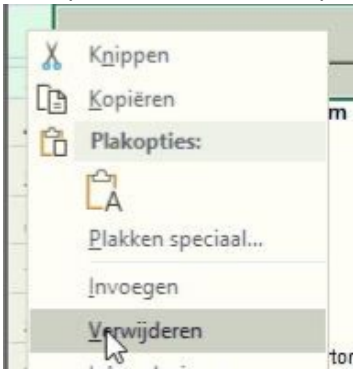 Knippen
Kopiëren
m
Plakopties:
A
Plakken speciaal...
Invoegen
Verwijderen